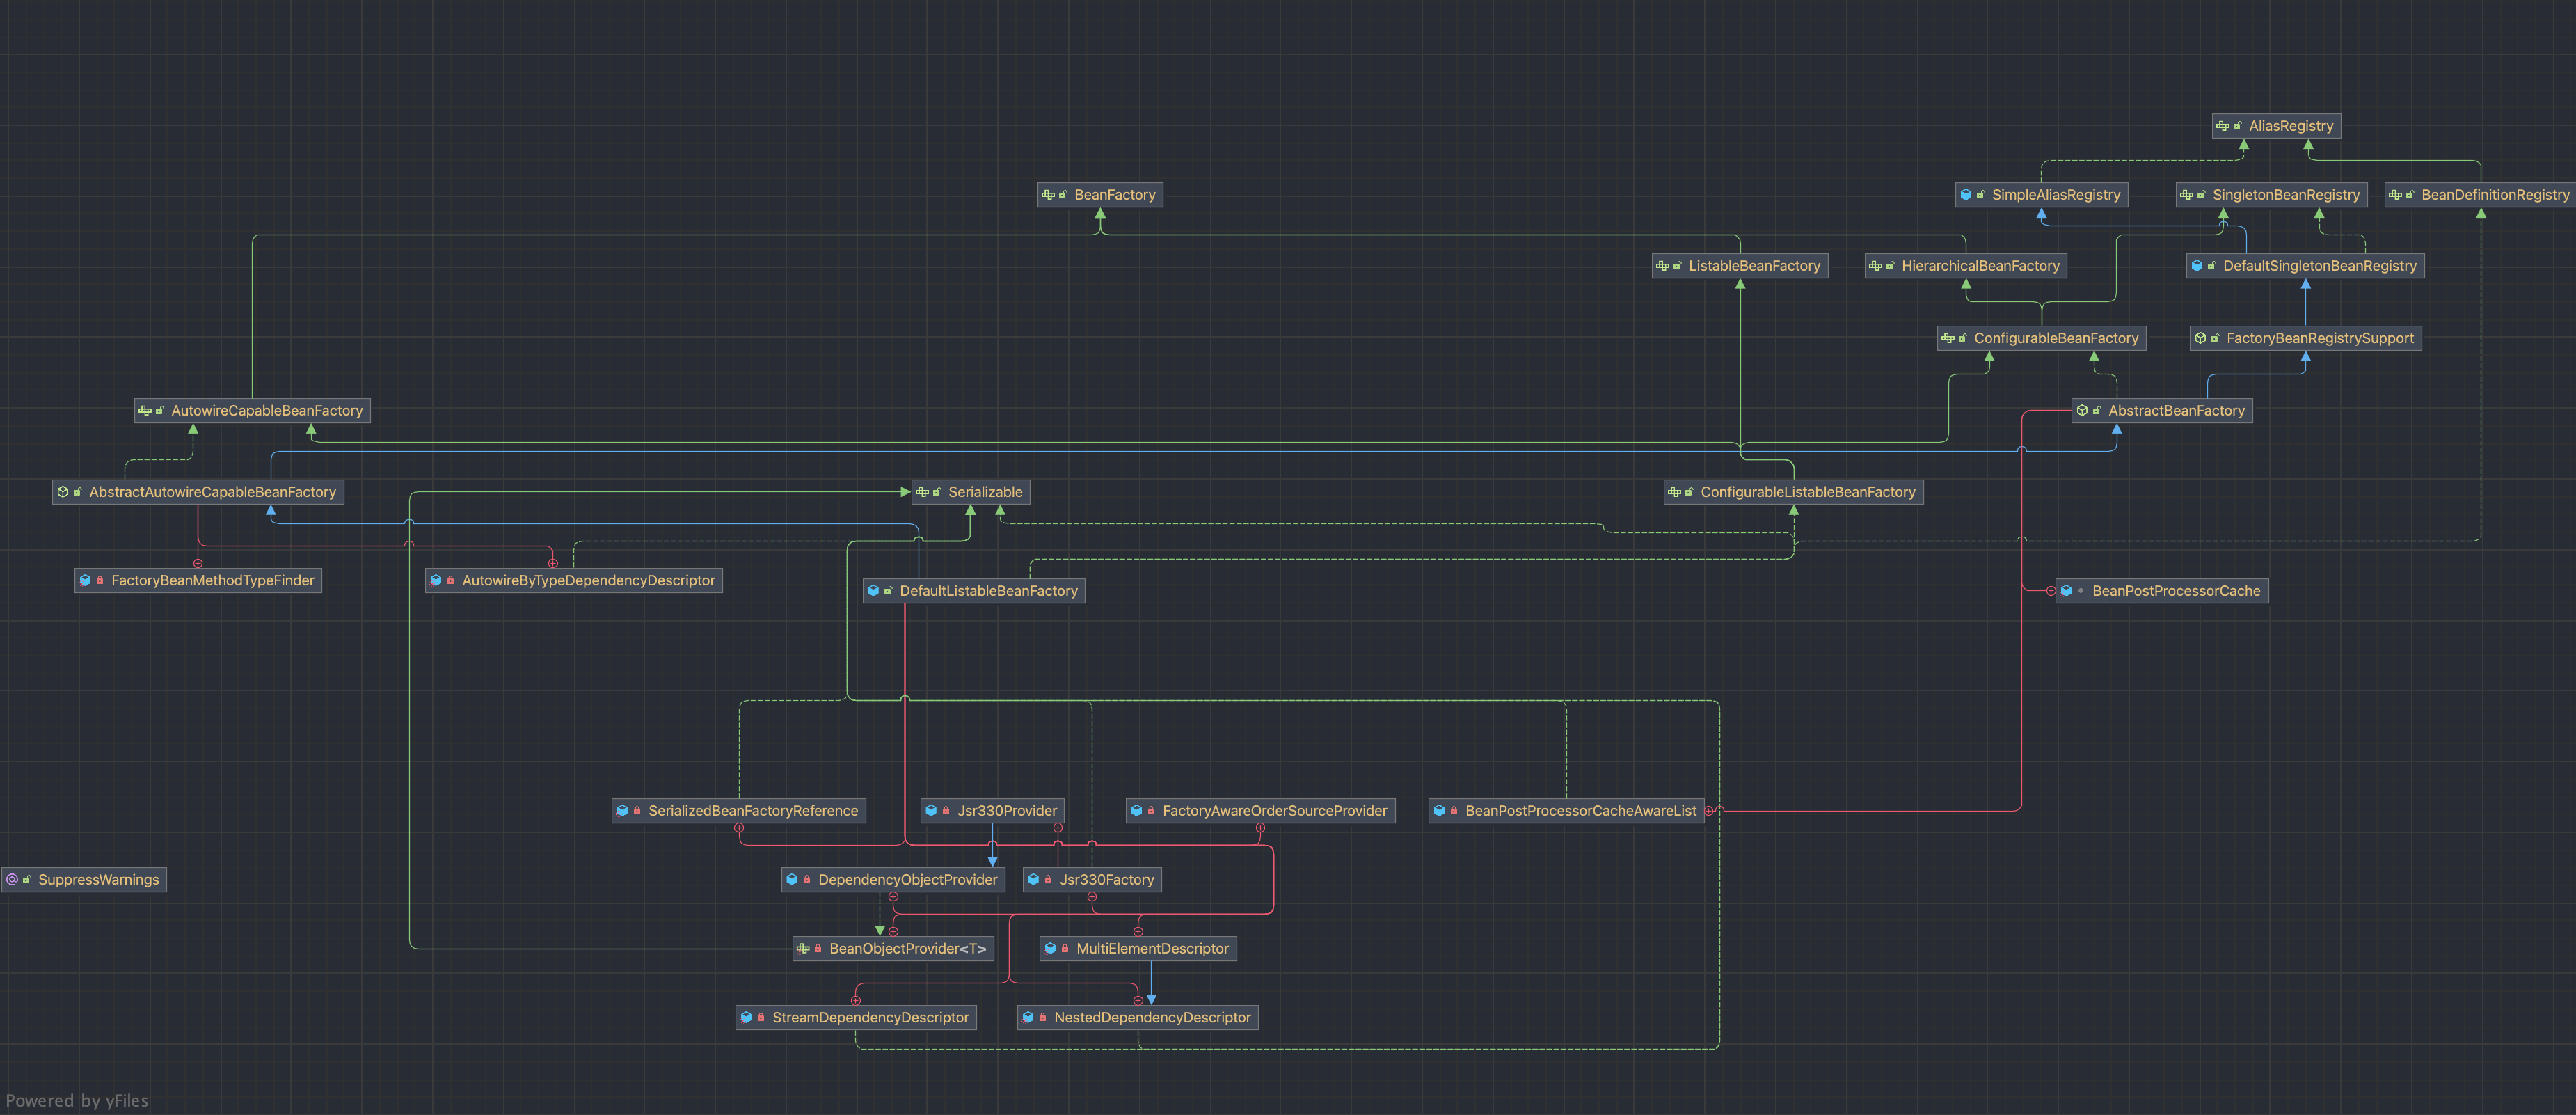 AliasRegistry
BeanFactory
SimpleAliasRegistry
SingletonBeanRegistry
BeanDefinitionRegistry
ListableBeanFactory
HierarchicalBeanFactory
DefaultSingletonBeanRegistry
ConfigurableBeanFactory
FactoryBeanRegistrySupport
AutowireCapableBeanFactory
AbstractBeanFactory
AbstractAutowireCapableBeanFactory
Serializable
ConfigurableListableBeanFactory
FactoryBeanMethodTypeFinder
AutowireByTypeDependencyDescriptor
DefaultListableBeanFactory
BeanPostProcessorCache
SerializedBeanFactoryReference
Jsr330Provider
FactoryAwareOrderSourceProvider
BeanPostProcessorCacheAwareList
SuppressWarnings
DependencyObjectProvider
Jsr330Factory
BeanObjectProvider<T>
MultiElementDescriptor
StreamDependencyDescriptor
NestedDependencyDescriptor
Powered by yFiles